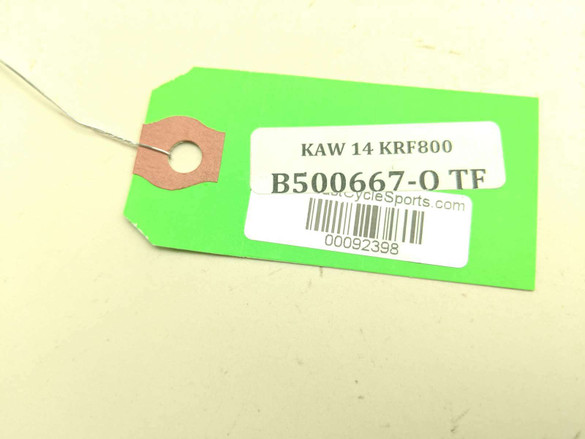 KAW 14 KRF800
B500667-O TF
CycleSports.com
00092398